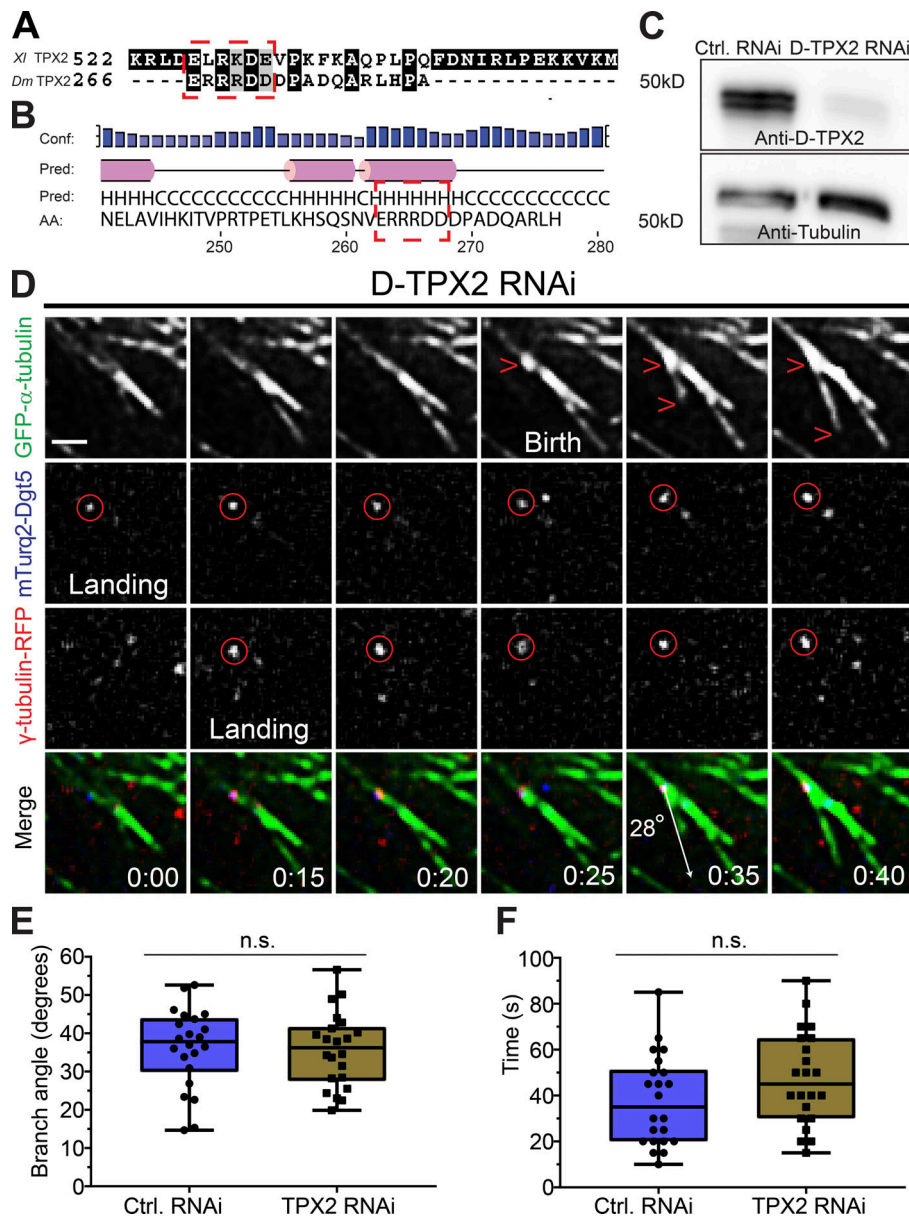 A
Xl TPX2 522 KRLDELRKDEVPKFKAQPLPQFDNIRLPEKKVKM
Dm TPX2 266 - - - - ERRRDDDPADQARLHPA - - - - - - - - - - - - -
B
Conf:
Pred:
Pred: HHHHCCCCCCCCCCCHHHHHCHHHHHHHCCCCCCCCCCCC
AA: NELAVIHKITVPRTPETLKHSQSNVERRRDDDPADQARLH
250 260 270 280
C
Ctrl. RNAi D-TPX2 RNAi
50kD
Anti-D-TPX2
50kD
Anti-Tubulin
D
D-TPX2 RNAi
GFP-α-tubulin
> > > > >
Birth
mTurq2-Dgt5
Landing
γ-tubulin-RFP
Landing
Merge
28°
0:00 0:15 0:20 0:25 0:35 0:40
E
n.s.
Branch angle (degrees)
70
60
50
40
30
20
10
0
Ctrl. RNAi TPX2 RNAi
F
n.s.
Time (s)
100
80
60
40
20
0
Ctrl. RNAi TPX2 RNAi